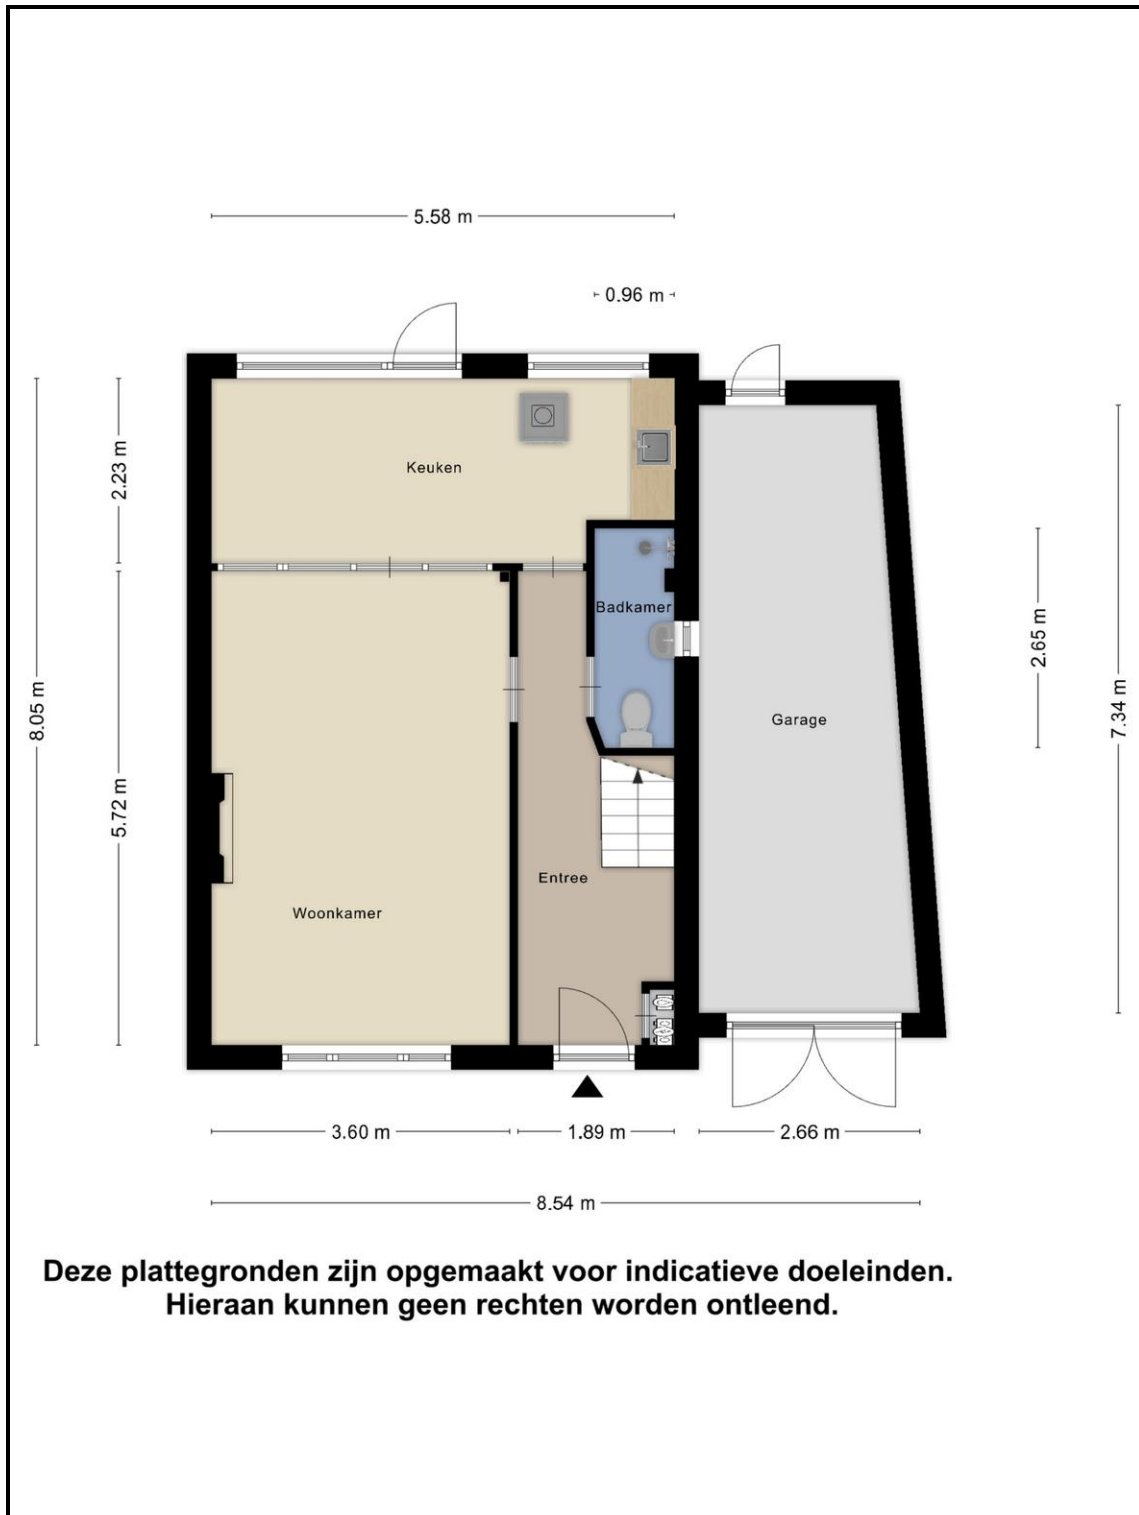 5.58 m
0.96 m
Keuken
2.23 m
Badkamer
2.65 m
8.05 m
7.34 m
Garage
5.72 m
Entree
Woonkamer
3.60 m
1.89 m
2.66 m
8.54 m
Deze plattegronden zijn opgemaakt voor indicatieve doeleinden.
Hieraan kunnen geen rechten worden ontleend.